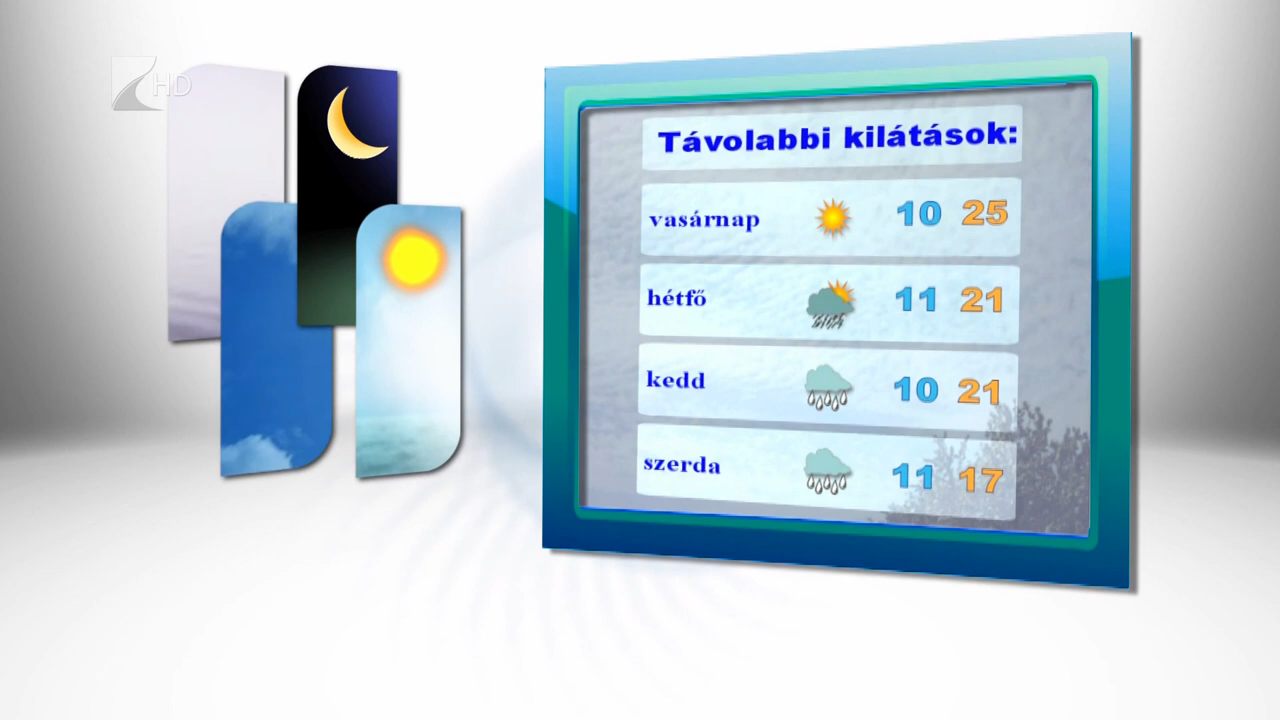 HD
Távolabbi kilátások:
vasárnap 10 25
hétfő 11 21
kedd 10 21
szerda 11 17